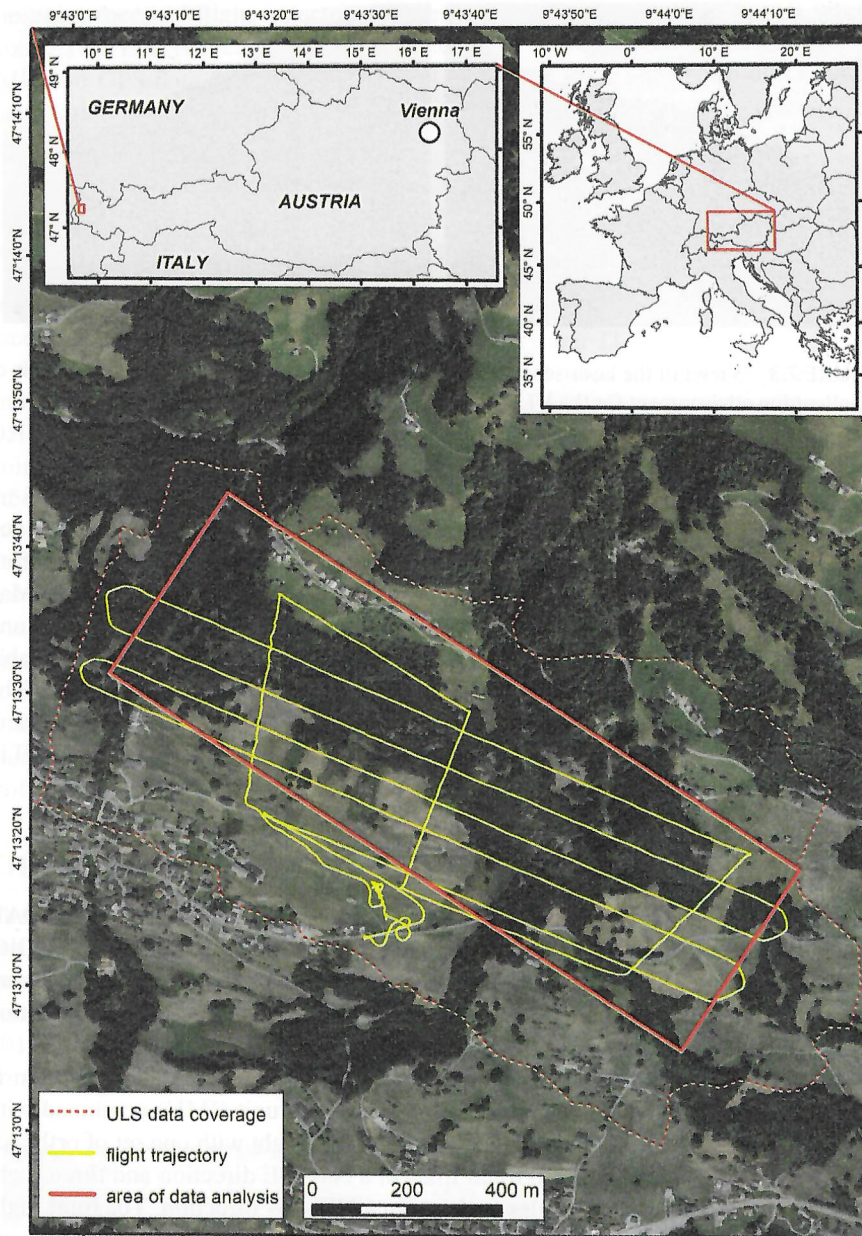 9°43'0"E 9°43'10"E 9°43'20"E 9°43'30"E 9°43'40"E 9°43'50"E 9°44'0"E 9°44'10"E
10° E 11° E 12° E 13° E 14° E 15° E 16° E 17° E
49° N
48° N
47° N
GERMANY
Vienna
AUSTRIA
ITALY
10° W 0° 10° E 20° E
55° N
50° N
45° N
40° N
35° N
47°14'10"N
47°14'0"N
47°13'50"N
47°13'40"N
47°13'30"N
47°13'20"N
47°13'10"N
47°13'0"N
ULS data coverage
flight trajectory
area of data analysis
0 200 400 m